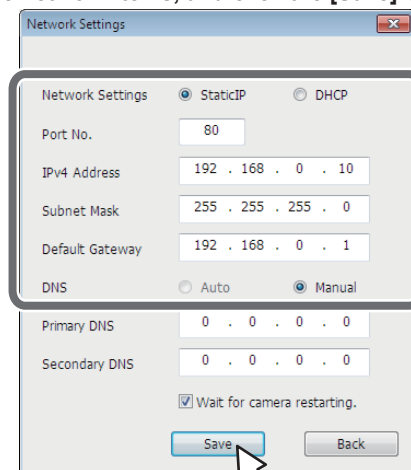 Network Settings
Network Settings StaticIP DHCP
Port No. 80
IPv4 Address 192 . 168 . 0 . 10
Subnet Mask 255 . 255 . 255 . 0
Default Gateway 192 . 168 . 0 . 1
DNS Auto Manual
Primary DNS 0 . 0 . 0 . 0
Secondary DNS 0 . 0 . 0 . 0
Wait for camera restarting.
Save Back